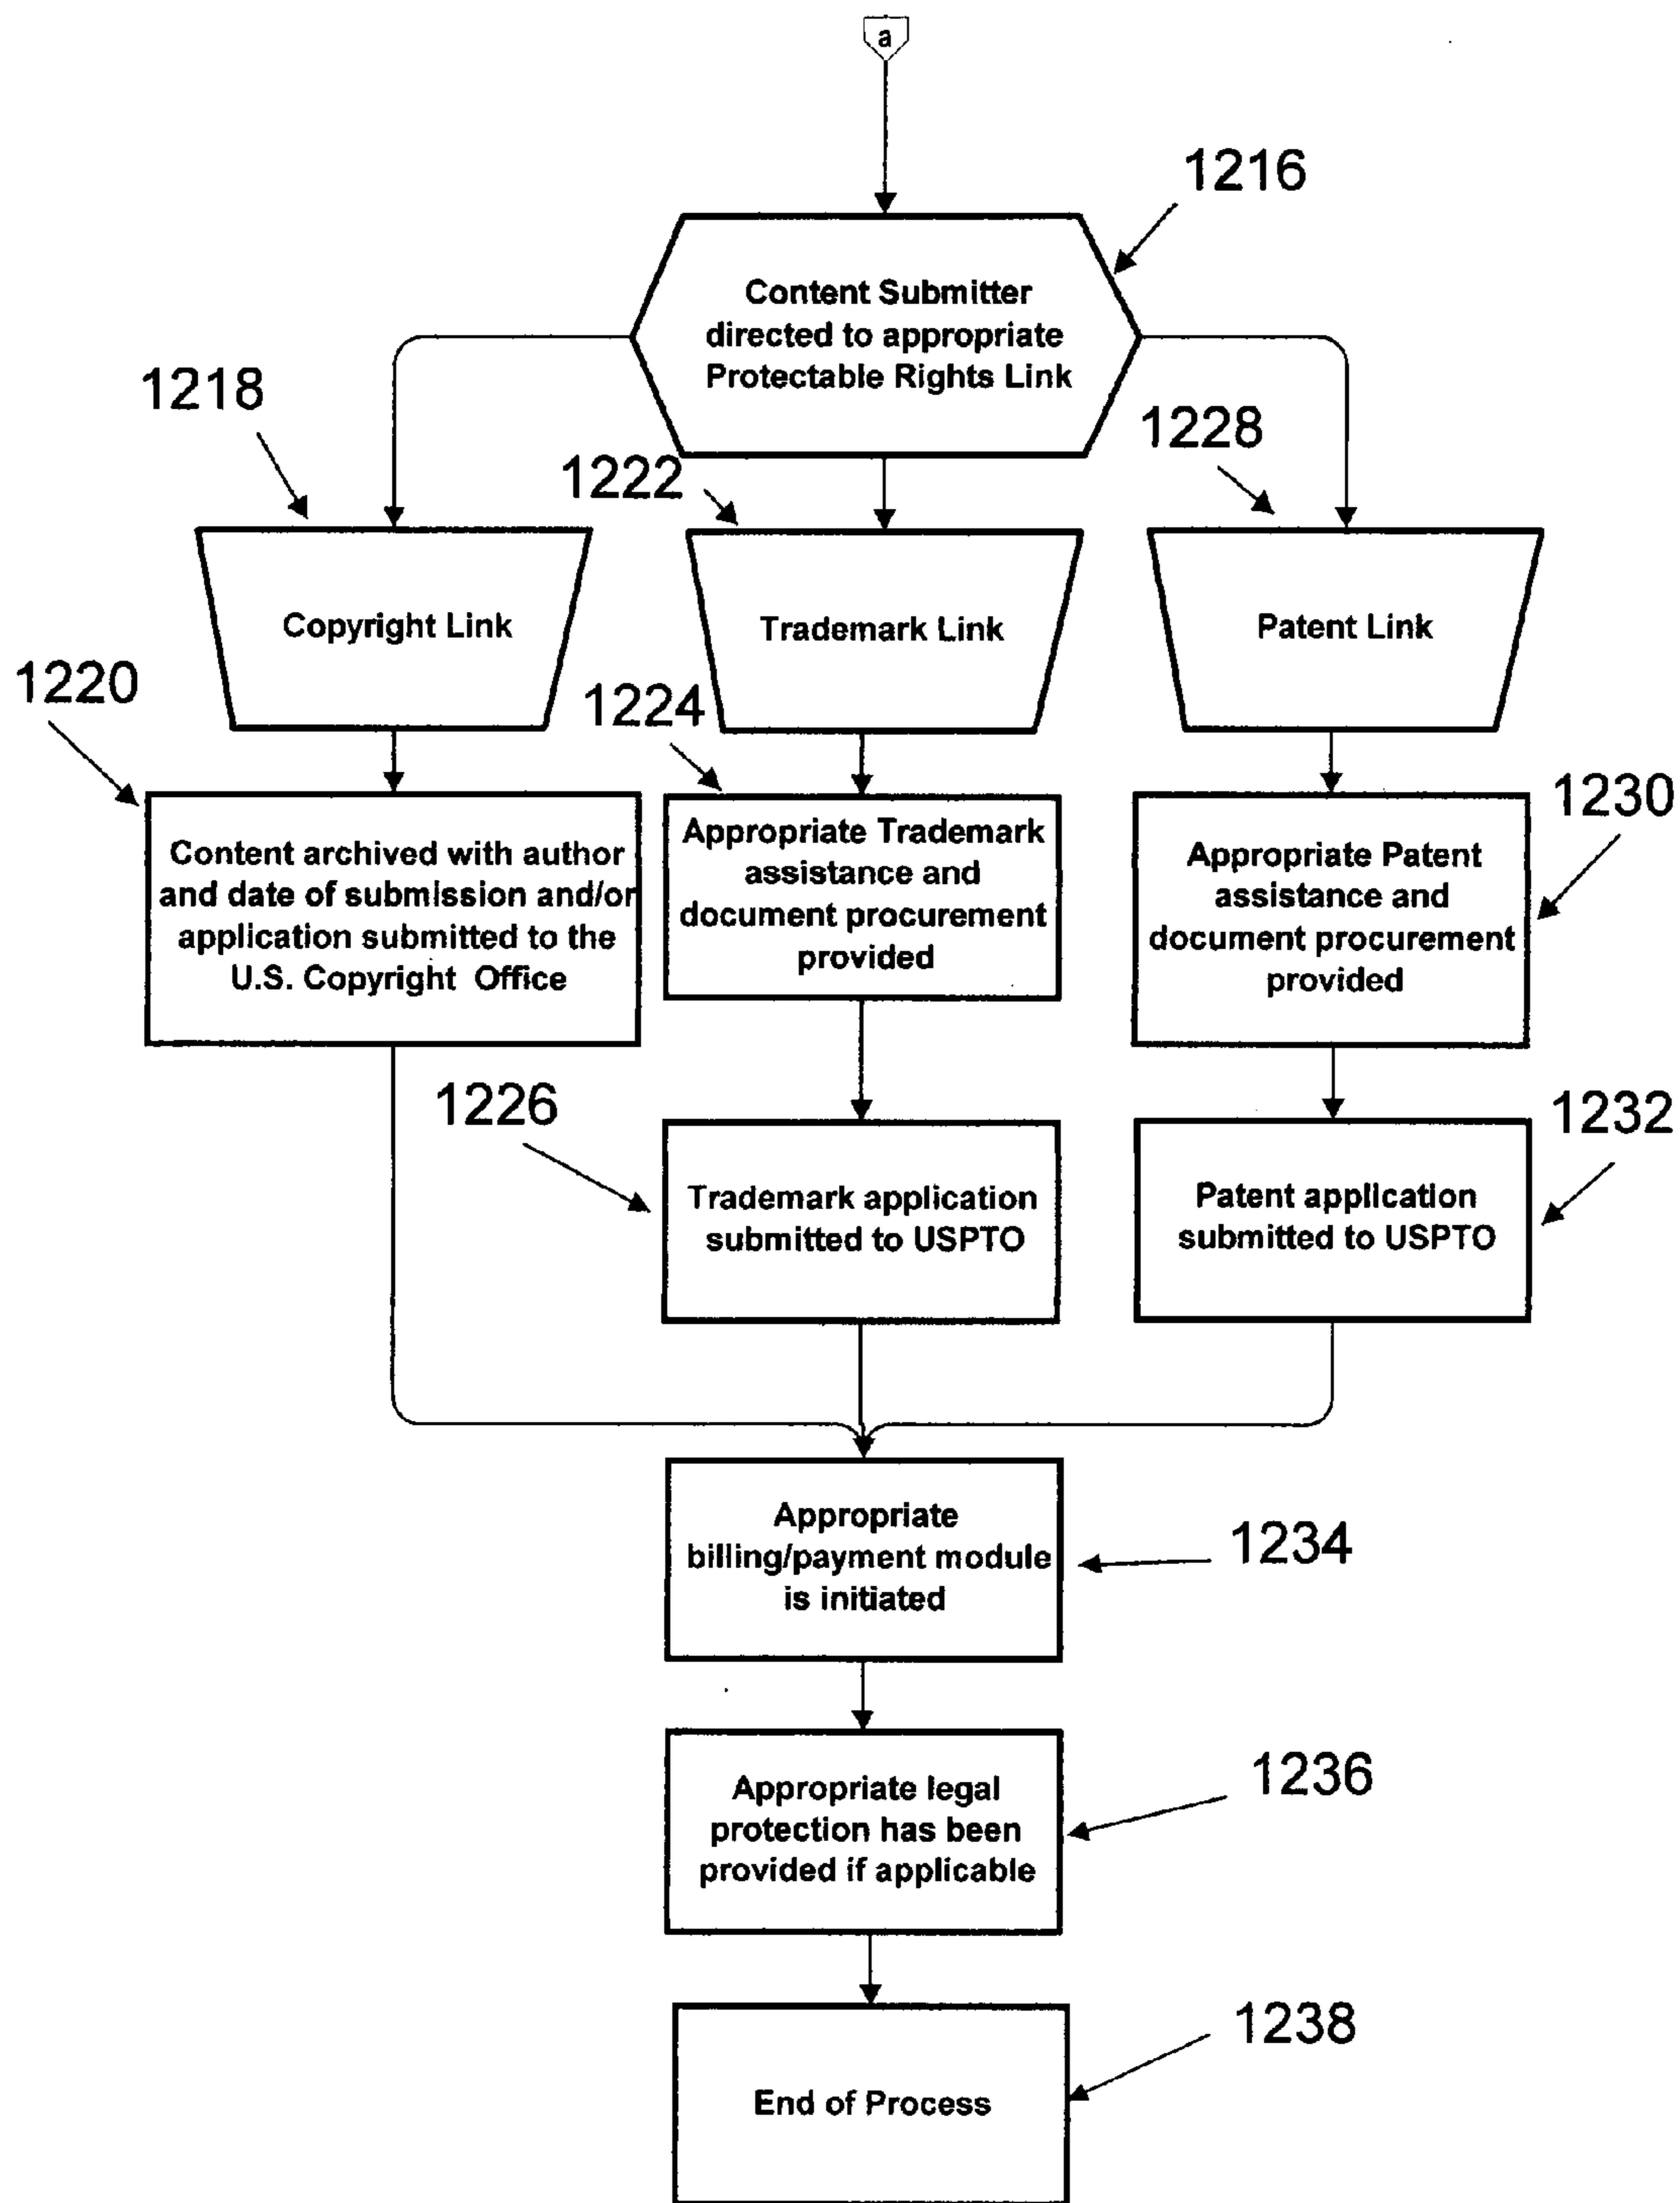 a
1216
Content Submitter
directed to appropriate
Protectable Rights Link
1218
1222
1228
Copyright Link
Trademark Link
Patent Link
1220
1224
1230
Content archived with author
and date of submission and/or
application submitted to the
U.S. Copyright Office
Appropriate Trademark
assistance and
document procurement
provided
Appropriate Patent
assistance and
document procurement
provided
1226
1232
Trademark application
submitted to USPTO
Patent application
submitted to USPTO
Appropriate
billing/payment module
is initiated
1234
Appropriate legal
protection has been
provided if applicable
1236
End of Process
1238